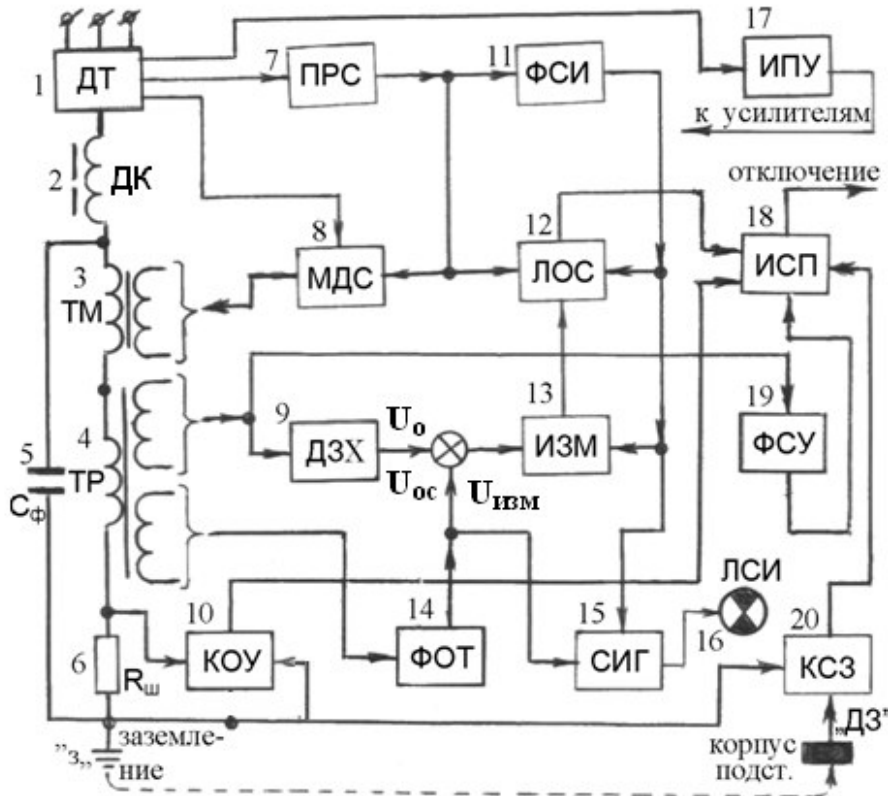 1
ДТ
7
ПРС
11
ФСИ
17
ИПУ
к усилителям
2
ДК
отключение
8
МДС
12
ЛОС
18
ИСП
3
ТМ
4
ТР
5
Cф
9
ДЗХ
Uо
Uос
Uизм
13
ИЗМ
19
ФСУ
10
КОУ
14
ФОТ
15
СИГ
ЛСИ
16
20
КСЗ
6
Rш
"з"
заземле-
ние
"ДЗ"
корпус
подст.